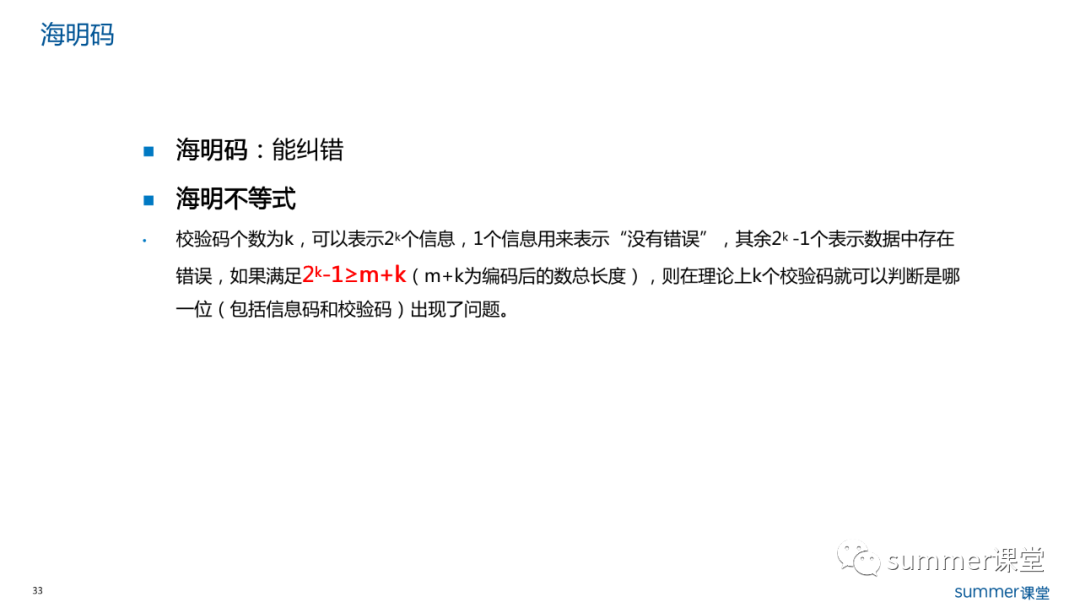 海明码
海明码：能纠错
海明不等式
校验码个数为k，可以表示2ᵏ个信息，1个信息用来表示“没有错误”，其余2ᵏ -1个表示数据中存在
错误，如果满足2ᵏ-1≥m+k（m+k为编码后的数总长度），则在理论上k个校验码就可以判断是哪
一位（包括信息码和校验码）出现了问题。
summer课堂
33
summer课堂